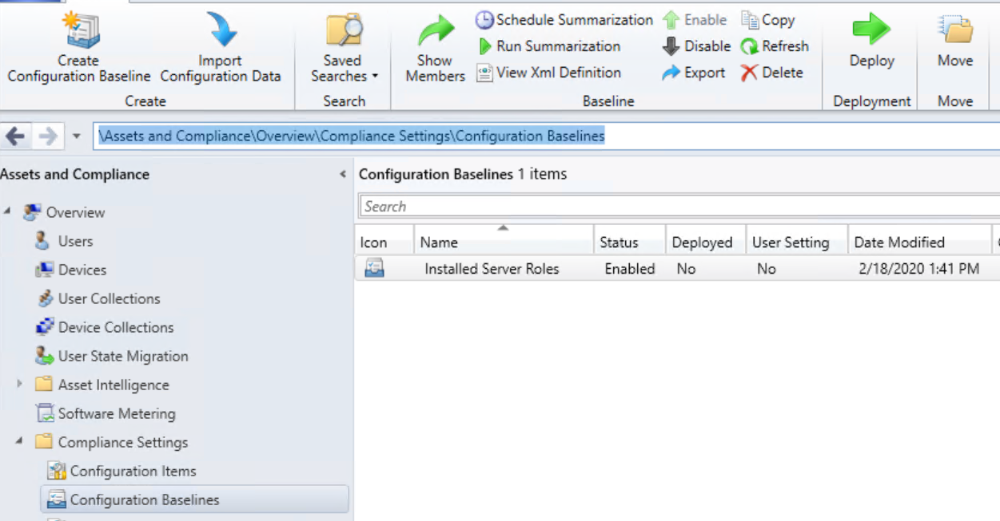 Create
Configuration Baseline
Import
Configuration Data
Create
Saved
Searches
Search
Show
Members
Schedule Summarization
Run Summarization
View Xml Definition
Enable
Disable
Export
Copy
Refresh
Delete
Baseline
Deploy
Deployment
Move
Move
\Assets and Compliance\Overview\Compliance Settings\Configuration Baselines
Assets and Compliance
Overview
Users
Devices
User Collections
Device Collections
User State Migration
Asset Intelligence
Software Metering
Compliance Settings
Configuration Items
Configuration Baselines
Configuration Baselines 1 items
Search
Icon Name Status Deployed User Setting Date Modified
Installed Server Roles Enabled No No 2/18/2020 1:41 PM